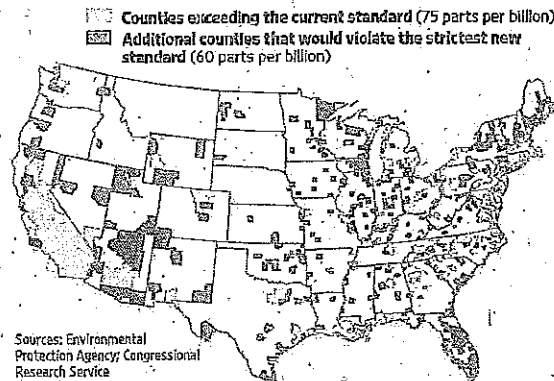 Counties exceeding the current standard (75 parts per billion)
Additional counties that would violate the strictest new
standard (60 parts per billion)
Sources: Environmental
Protection Agency; Congressional
Research Service